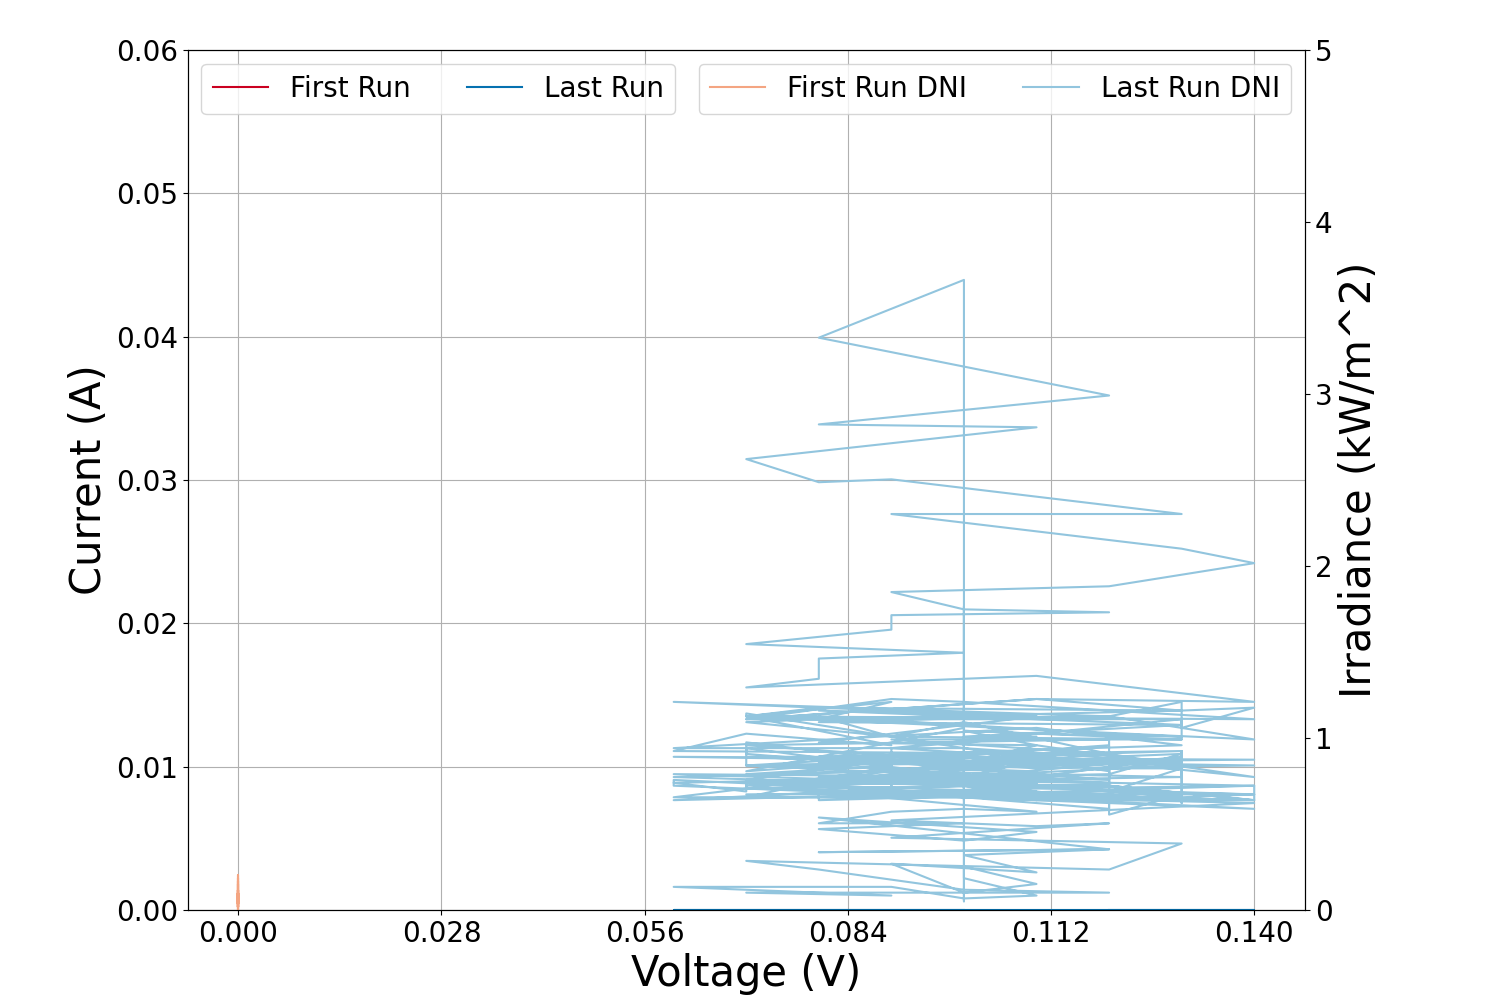 First Run Last Run First Run DNI Last Run DNI
Current (A)
0.06
0.05
0.04
0.03
0.02
0.01
0.00
0.000 0.028 0.056 0.084 0.112 0.140
Voltage (V)
5
4
3
2
1
0
Irradiance (kW/m^2)